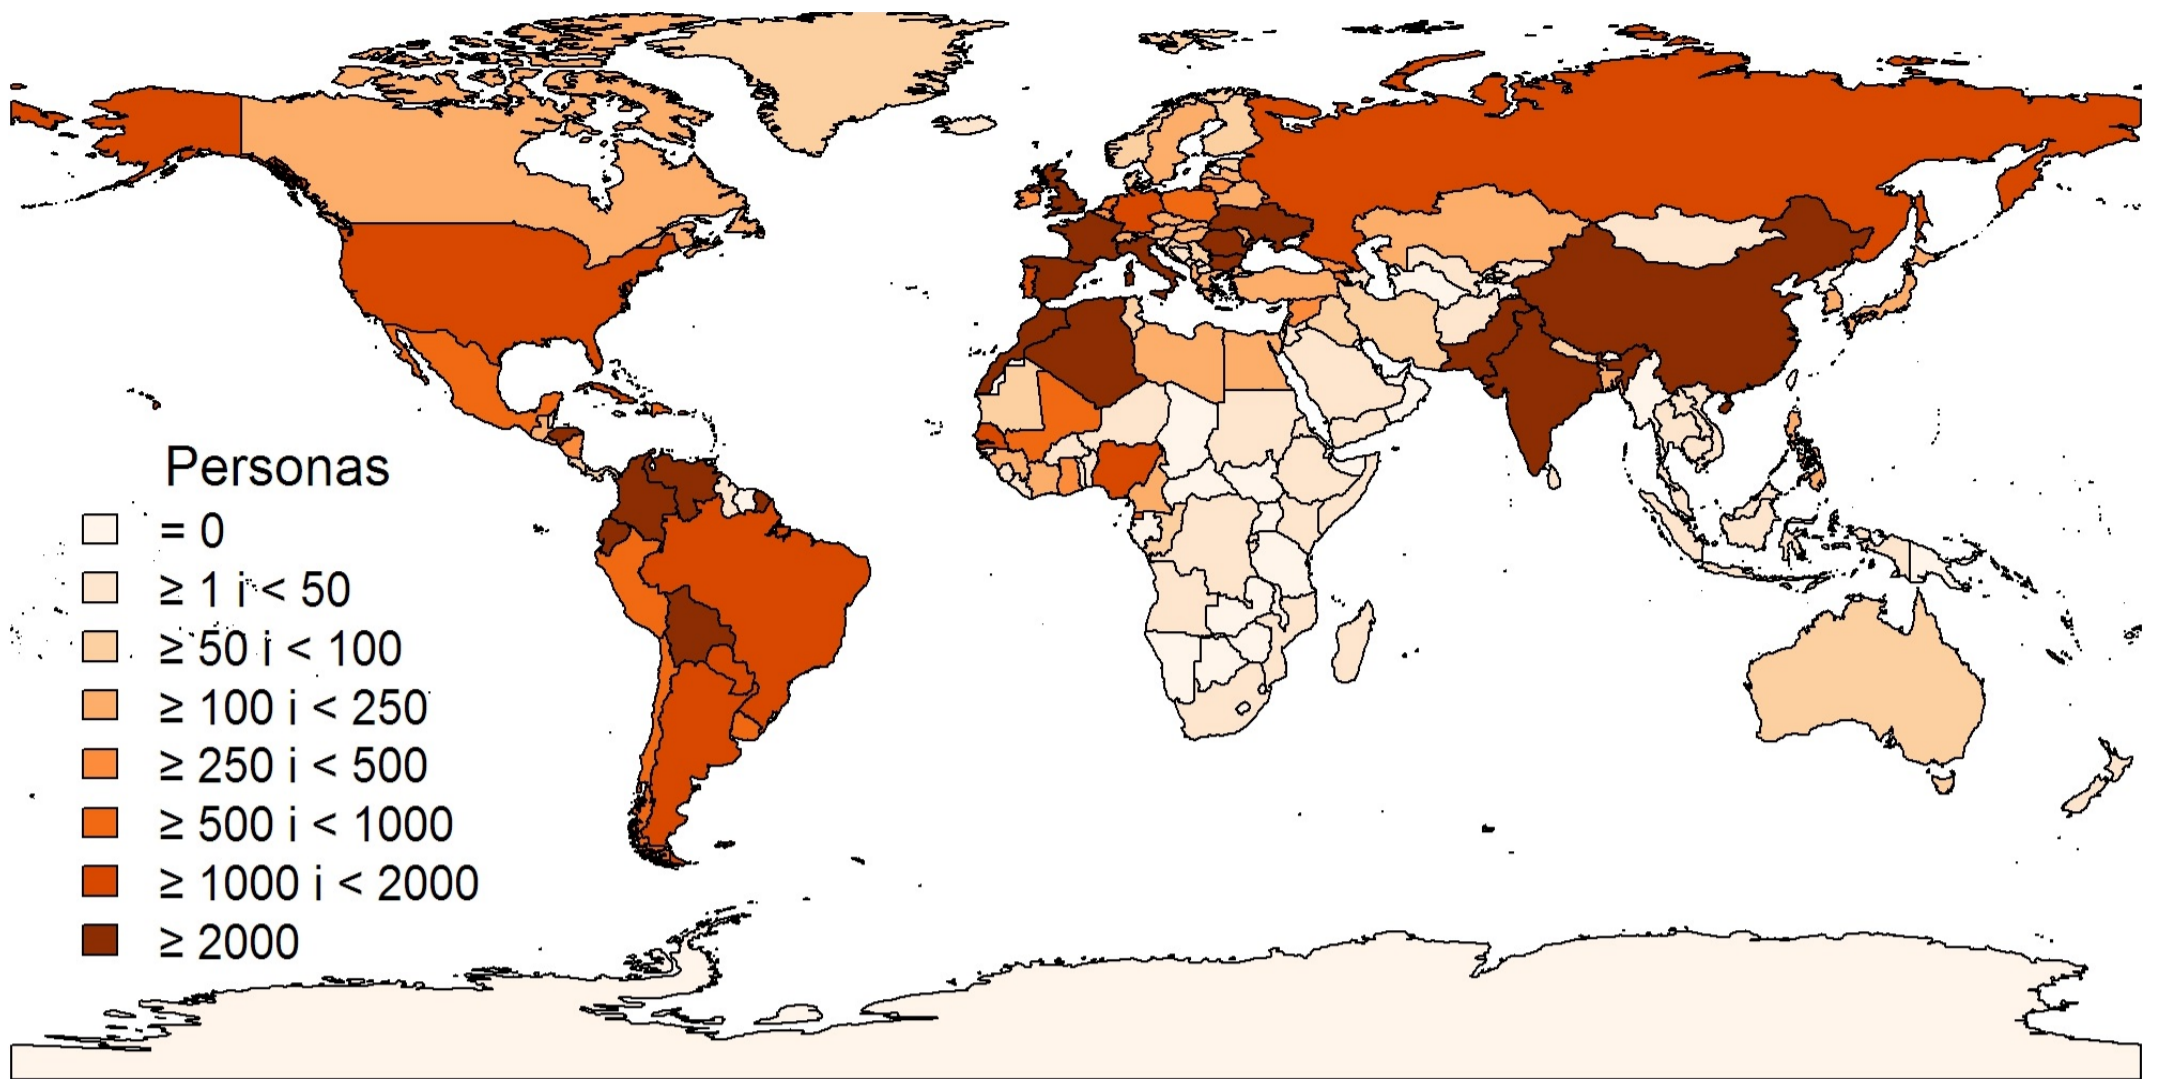 Personas
= 0
≥ 1 i < 50
≥ 50 i < 100
≥ 100 i < 250
≥ 250 i < 500
≥ 500 i < 1000
≥ 1000 i < 2000
≥ 2000